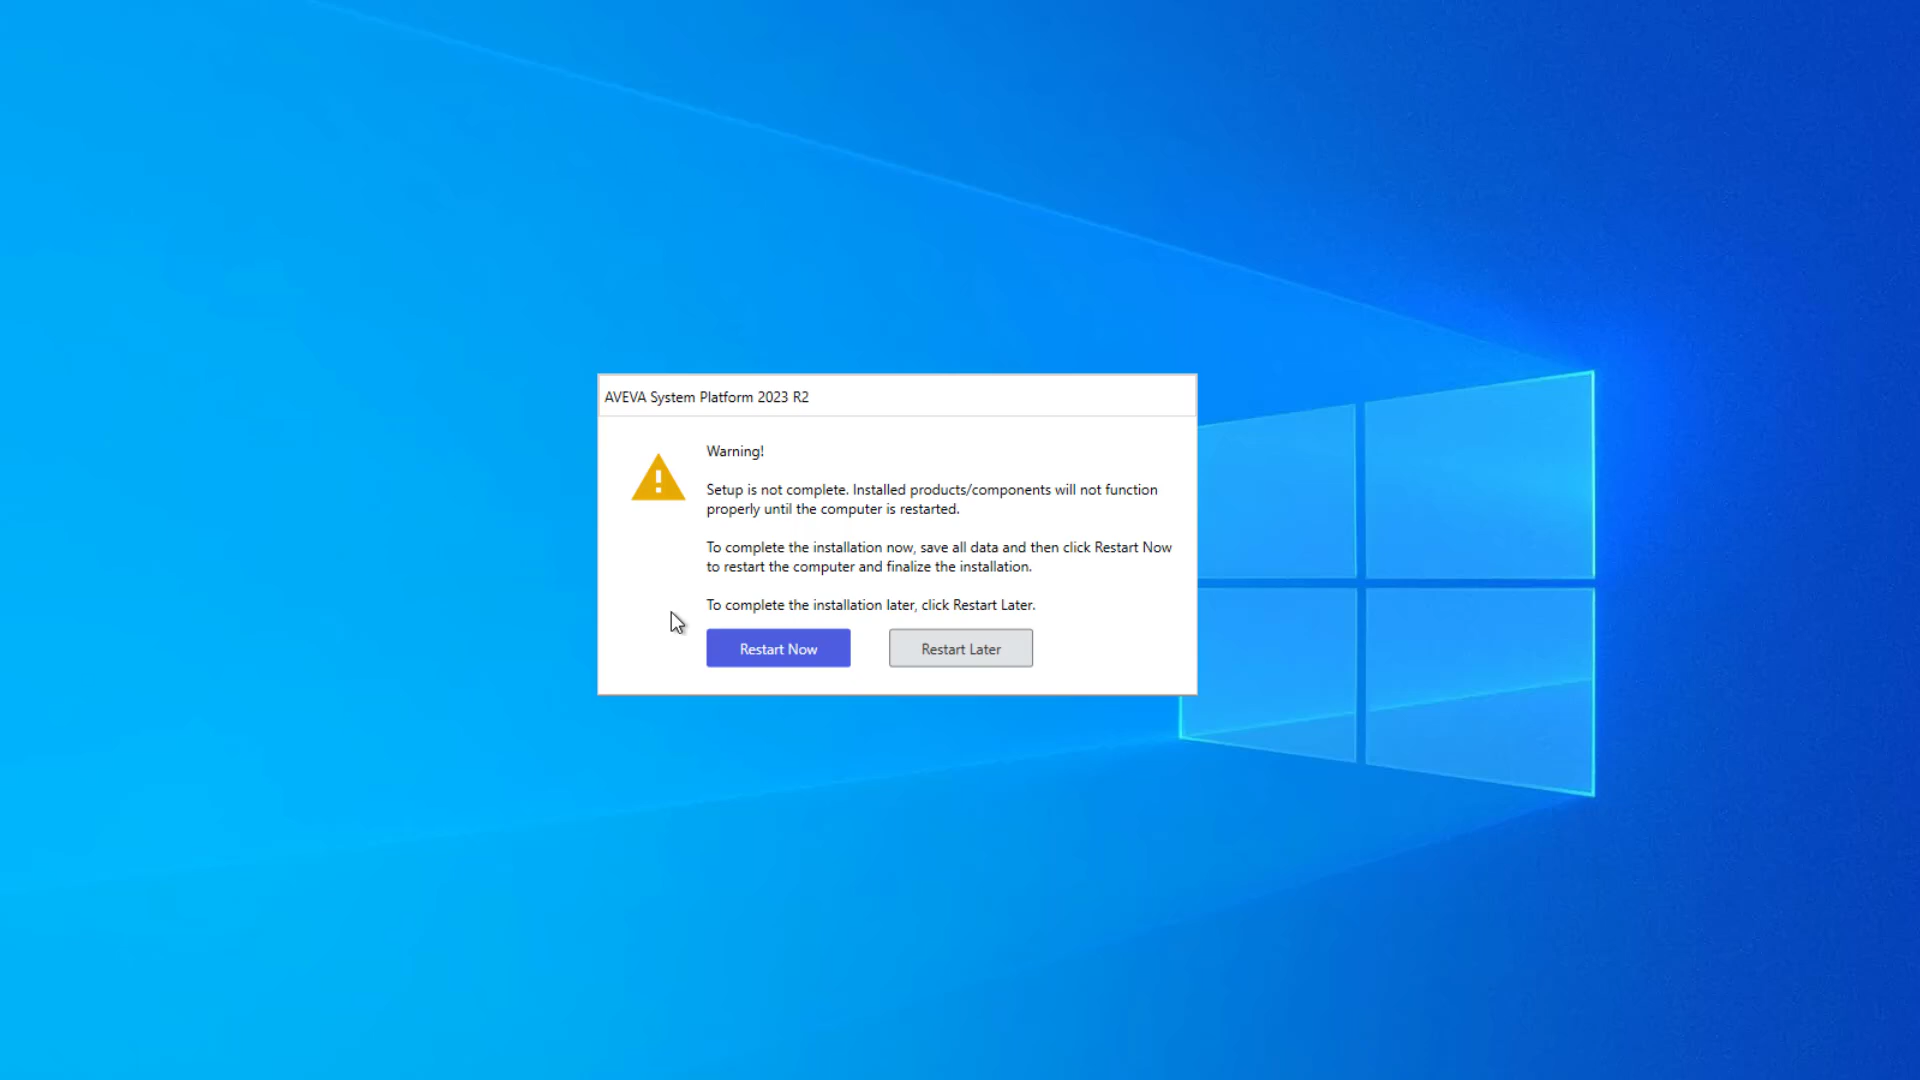 AVEVA System Platform 2023 R2
Warning!
Setup is not complete. Installed products/components will not function
properly until the computer is restarted.
To complete the installation now, save all data and then click Restart Now
to restart the computer and finalize the installation.
To complete the installation later, click Restart Later.
Restart Now
Restart Later